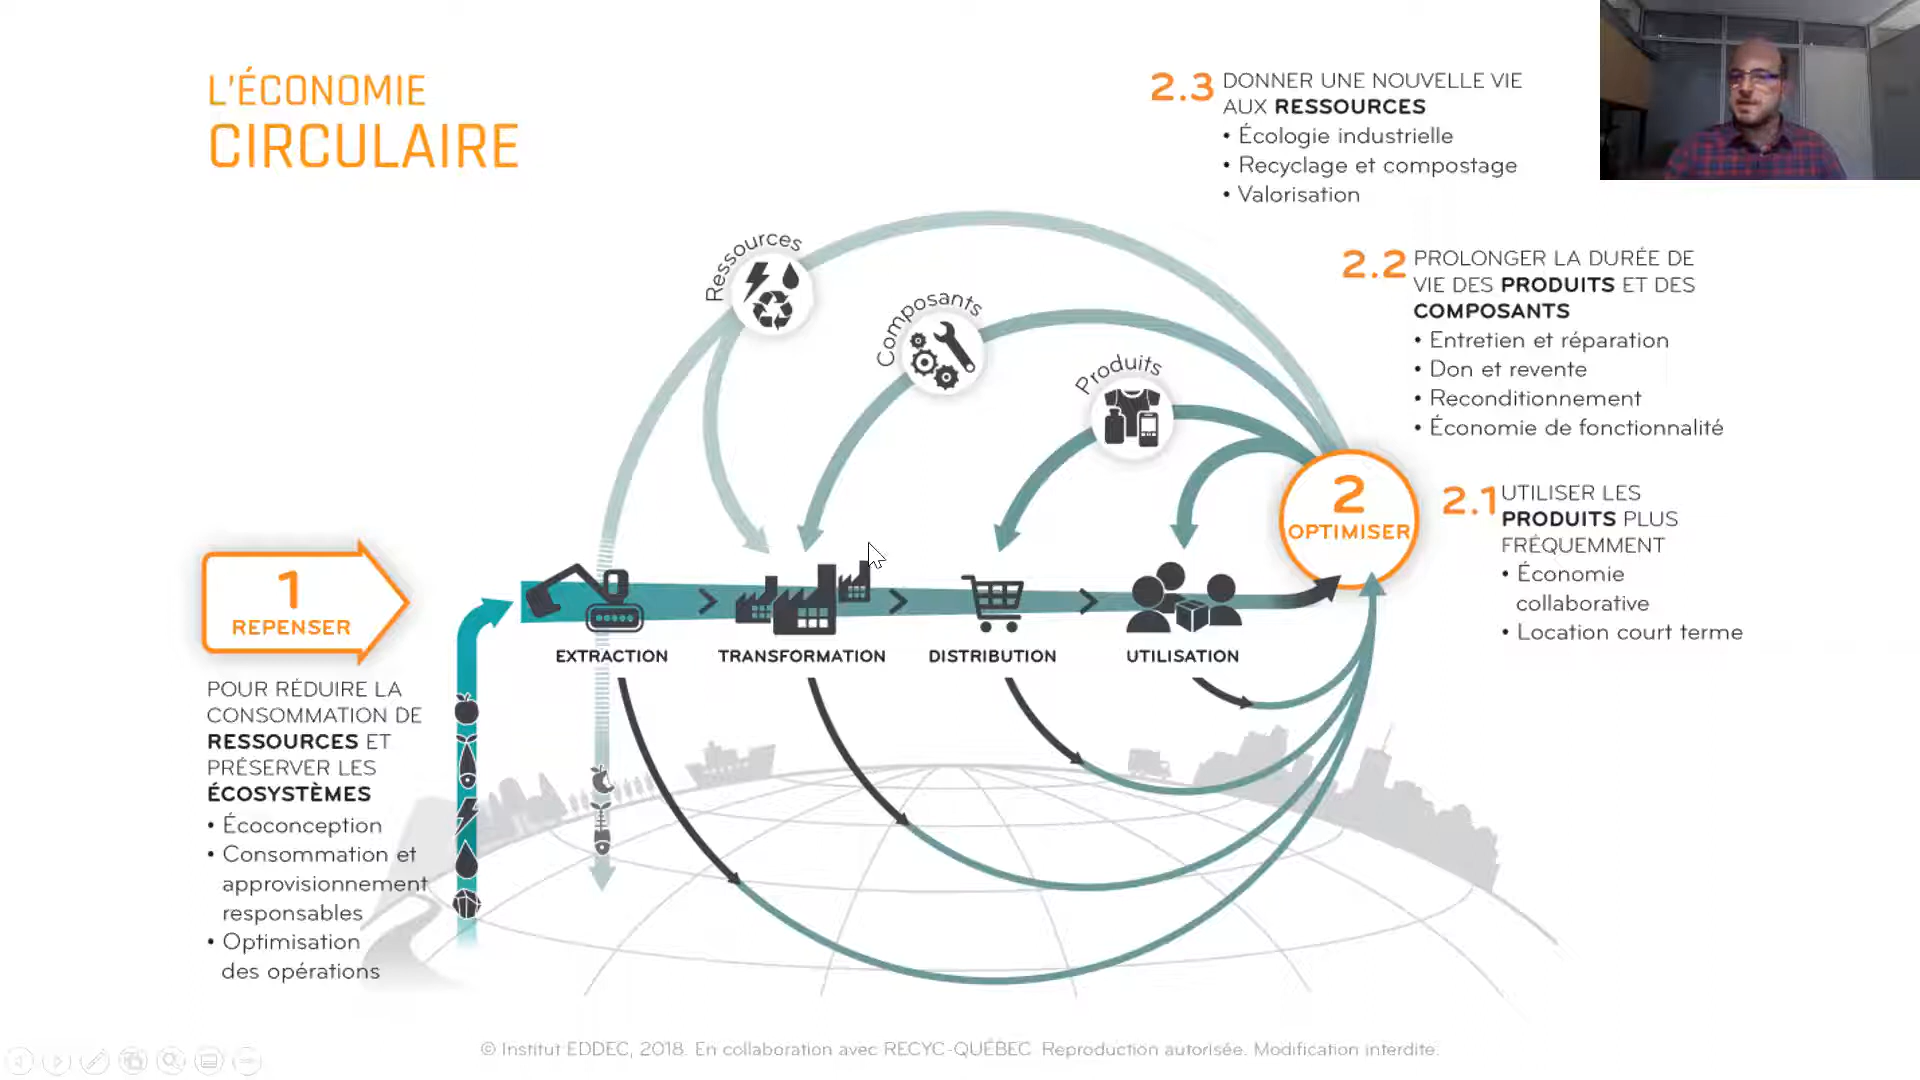 L'ÉCONOMIE
CIRCULAIRE
2.3 DONNER UNE NOUVELLE VIE
AUX RESSOURCES
• Écologie industrielle
• Recyclage et compostage
• Valorisation
2.2 PROLONGER LA DURÉE DE
VIE DES PRODUITS ET DES
COMPOSANTS
• Entretien et réparation
• Don et revente
• Reconditionnement
• Économie de fonctionnalité
2.1 UTILISER LES
PRODUITS PLUS
FRÉQUEMMENT
• Économie
collaborative
• Location court terme
Ressources
Composants
Produits
2
OPTIMISER
1
REPENSER
EXTRACTION
TRANSFORMATION
DISTRIBUTION
UTILISATION
POUR RÉDUIRE LA
CONSOMMATION DE
RESSOURCES ET
PRÉSERVER LES
ÉCOSYSTÈMES
• Écoconception
• Consommation et
approvisionnement
responsables
• Optimisation
des opérations
© Institut EDDEC, 2018. En collaboration avec RECYC-QUÉBEC Reproduction autorisée. Modification interdite.